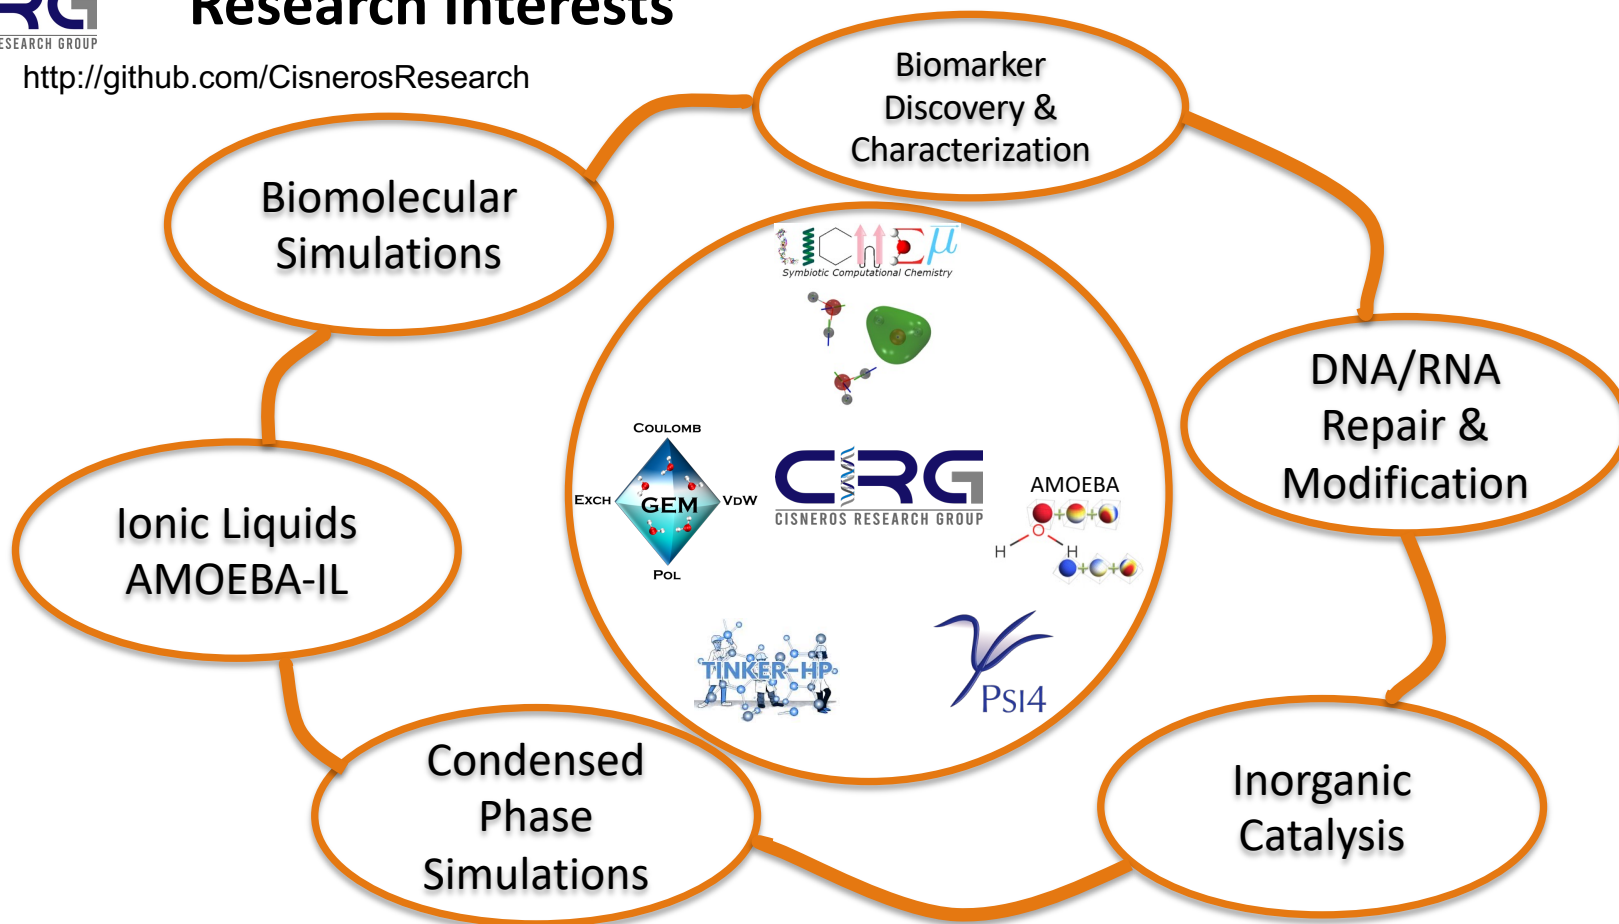 Research Interests
RESEARCH GROUP
http://github.com/CisnerosResearch
Biomarker
Discovery &
Characterization
Biomolecular
Simulations
Symbiotic Computational Chemistry
DNA/RNA
Repair &
Modification
COULOMB
EXCH
GEM
VDW
POL
CRG
CISNEROS RESEARCH GROUP
AMOEBA
O
H H
Ionic Liquids
AMOEBA-IL
TINKER-HP
PSI4
Condensed
Phase
Simulations
Inorganic
Catalysis